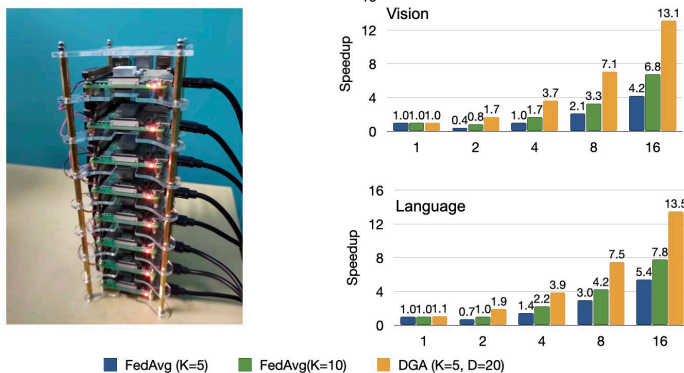 Vision
16
12
8
4
0
Speedup
1.0 1.0 1.0
0.4 0.8 1.7
1.0 1.7 3.7
2.1 3.3 7.1
4.2 6.8 13.1
1 2 4 8 16
Language
16
12
8
4
0
Speedup
1.0 1.0 1.1
0.7 1.0 1.9
1.4 2.2 3.9
3.0 4.2 7.5
5.4 7.8 13.5
1 2 4 8 16
FedAvg (K=5) FedAvg(K=10) DGA (K=5, D=20)